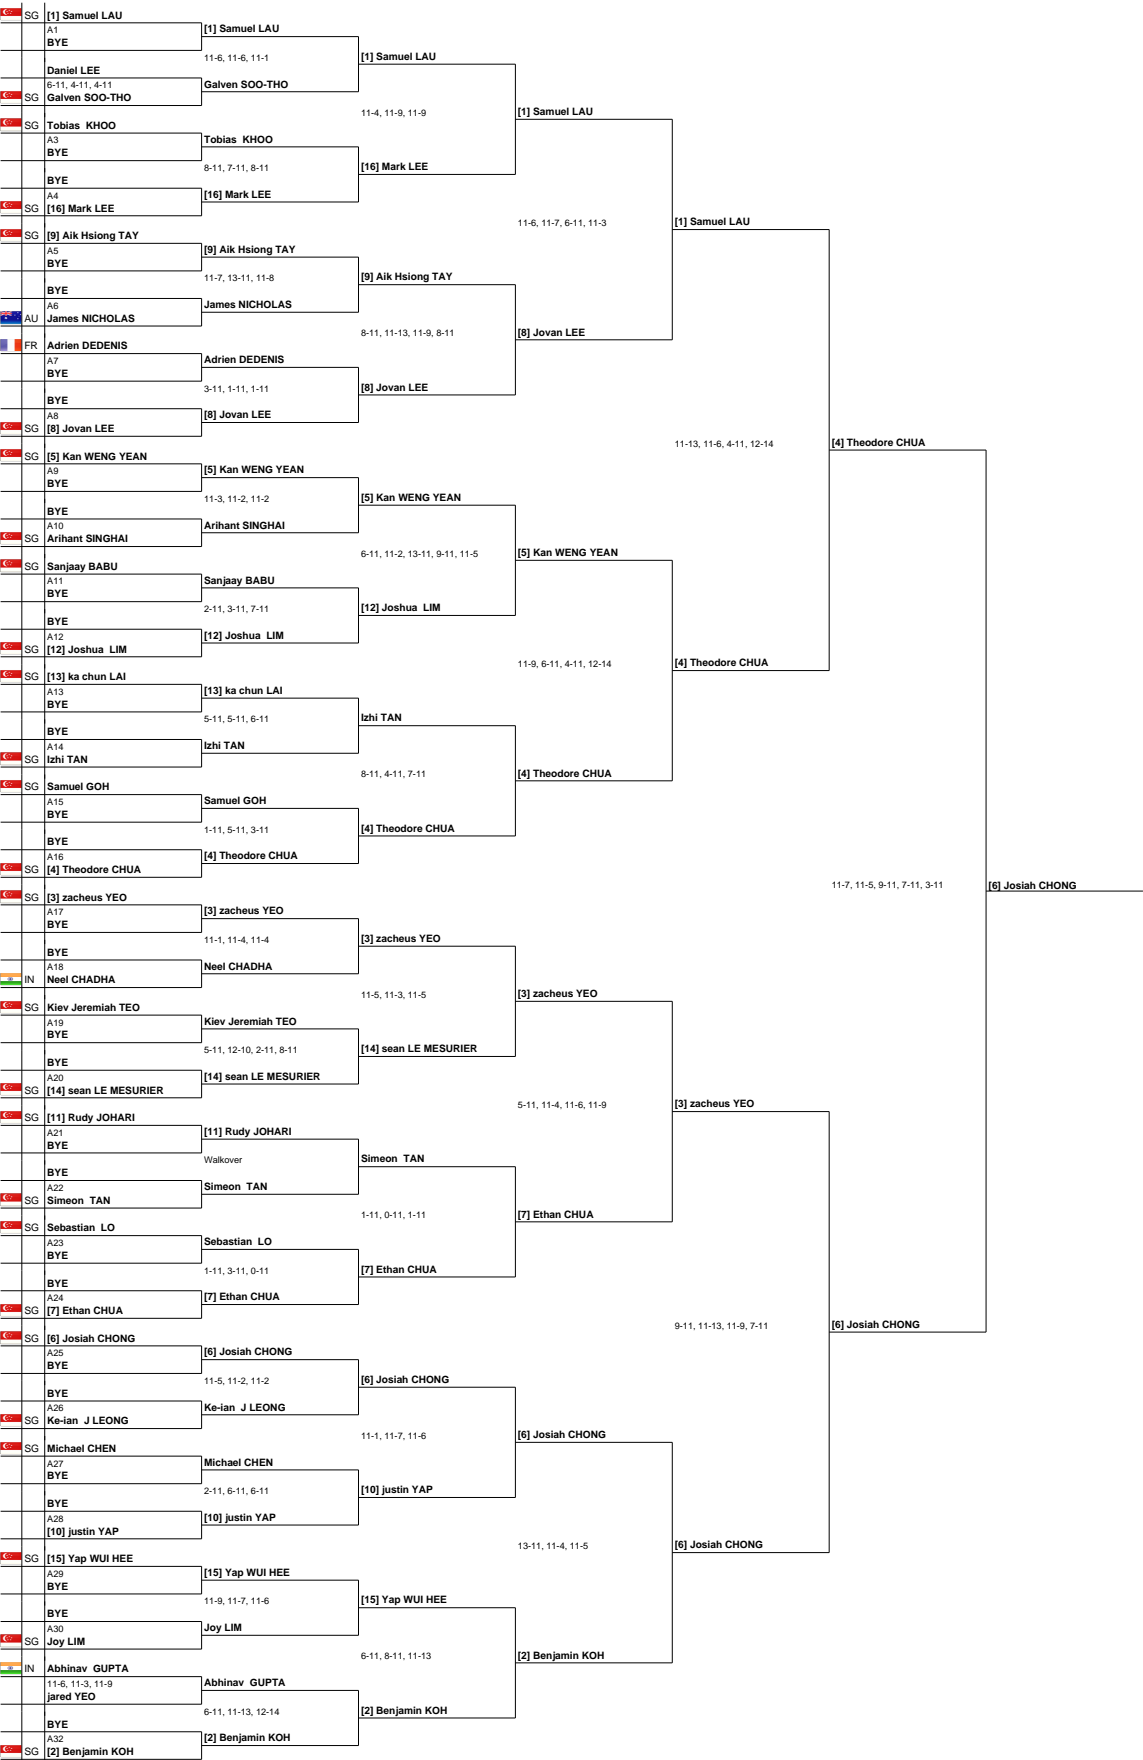 SG [1] Samuel LAU
A1
BYE
Daniel LEE
6-11, 4-11, 4-11
SG Galven SOO-THO
SG Tobias KHOO
A3
BYE
BYE
A4
SG [16] Mark LEE
SG [9] Aik Hsiong TAY
A5
BYE
BYE
A6
AU James NICHOLAS
FR Adrien DEDENIS
A7
BYE
BYE
A8
SG [8] Jovan LEE
SG [5] Kan WENG YEAN
A9
BYE
BYE
A10
SG Arihant SINGHAI
SG Sanjaay BABU
A11
BYE
BYE
A12
SG [12] Joshua LIM
SG [13] ka chun LAI
A13
BYE
BYE
A14
SG Izhi TAN
SG Samuel GOH
A15
BYE
BYE
A16
SG [4] Theodore CHUA
SG [3] zacheus YEO
A17
BYE
BYE
A18
IN Neel CHADHA
SG Kiev Jeremiah TEO
A19
BYE
BYE
A20
SG [14] sean LE MESURIER
SG [11] Rudy JOHARI
A21
BYE
BYE
A22
SG Simeon TAN
SG Sebastian LO
A23
BYE
BYE
A24
SG [7] Ethan CHUA
SG [6] Josiah CHONG
A25
BYE
BYE
A26
SG Ke-ian J LEONG
SG Michael CHEN
A27
BYE
BYE
A28
[10] justin YAP
SG [15] Yap WUI HEE
A29
BYE
BYE
A30
SG Joy LIM
IN Abhinav GUPTA
11-6, 11-3, 11-9
jared YEO
BYE
A32
SG [2] Benjamin KOH
[1] Samuel LAU
11-6, 11-6, 11-1
Galven SOO-THO
Tobias KHOO
8-11, 7-11, 8-11
[16] Mark LEE
[9] Aik Hsiong TAY
11-7, 13-11, 11-8
James NICHOLAS
Adrien DEDENIS
3-11, 1-11, 1-11
[8] Jovan LEE
[5] Kan WENG YEAN
11-3, 11-2, 11-2
Arihant SINGHAI
Sanjaay BABU
2-11, 3-11, 7-11
[12] Joshua LIM
[13] ka chun LAI
5-11, 5-11, 6-11
Izhi TAN
Samuel GOH
1-11, 5-11, 3-11
[4] Theodore CHUA
[3] zacheus YEO
11-1, 11-4, 11-4
Neel CHADHA
Kiev Jeremiah TEO
5-11, 12-10, 2-11, 8-11
[14] sean LE MESURIER
[11] Rudy JOHARI
Walkover
Simeon TAN
Sebastian LO
1-11, 3-11, 0-11
[7] Ethan CHUA
[6] Josiah CHONG
11-5, 11-2, 11-2
Ke-ian J LEONG
Michael CHEN
2-11, 6-11, 6-11
[10] justin YAP
[15] Yap WUI HEE
11-9, 11-7, 11-6
Joy LIM
Abhinav GUPTA
6-11, 11-13, 12-14
[2] Benjamin KOH
[1] Samuel LAU
11-4, 11-9, 11-9
[16] Mark LEE
[9] Aik Hsiong TAY
8-11, 11-13, 11-9, 8-11
[8] Jovan LEE
[5] Kan WENG YEAN
6-11, 11-2, 13-11, 9-11, 11-5
[12] Joshua LIM
Izhi TAN
8-11, 4-11, 7-11
[4] Theodore CHUA
[3] zacheus YEO
11-5, 11-3, 11-5
[14] sean LE MESURIER
Simeon TAN
1-11, 0-11, 1-11
[7] Ethan CHUA
[6] Josiah CHONG
11-1, 11-7, 11-6
[10] justin YAP
[15] Yap WUI HEE
6-11, 8-11, 11-13
[2] Benjamin KOH
[1] Samuel LAU
11-6, 11-7, 6-11, 11-3
[8] Jovan LEE
[5] Kan WENG YEAN
11-9, 6-11, 4-11, 12-14
[4] Theodore CHUA
[3] zacheus YEO
5-11, 11-4, 11-6, 11-9
[7] Ethan CHUA
[6] Josiah CHONG
13-11, 11-4, 11-5
[2] Benjamin KOH
[1] Samuel LAU
11-13, 11-6, 4-11, 12-14
[4] Theodore CHUA
[3] zacheus YEO
9-11, 11-13, 11-9, 7-11
[6] Josiah CHONG
[4] Theodore CHUA
11-7, 11-5, 9-11, 7-11, 3-11
[6] Josiah CHONG
[6] Josiah CHONG